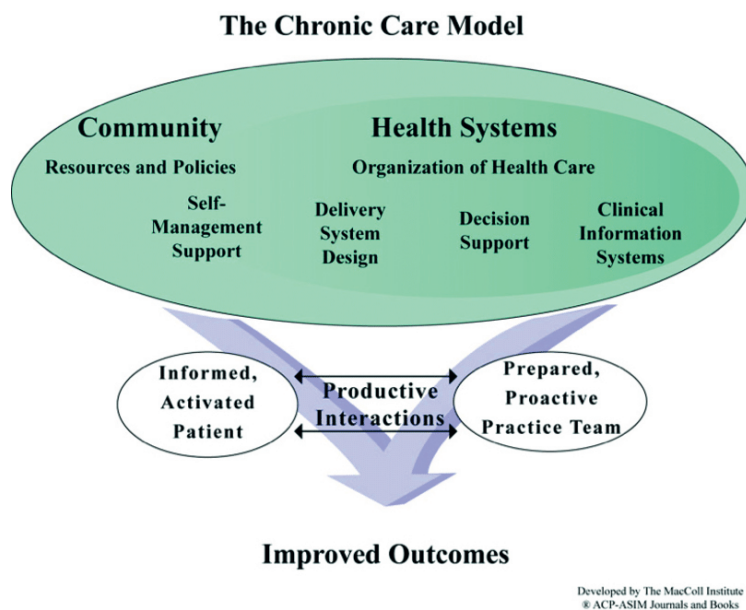 The Chronic Care Model
Community
Resources and Policies
Health Systems
Organization of Health Care
Self-
Management
Support
Delivery
System
Design
Decision
Support
Clinical
Information
Systems
Informed,
Activated
Patient
Productive
Interactions
Prepared,
Proactive
Practice Team
Improved Outcomes
Developed by The MacColl Institute
® ACP-ASIM Journals and Books